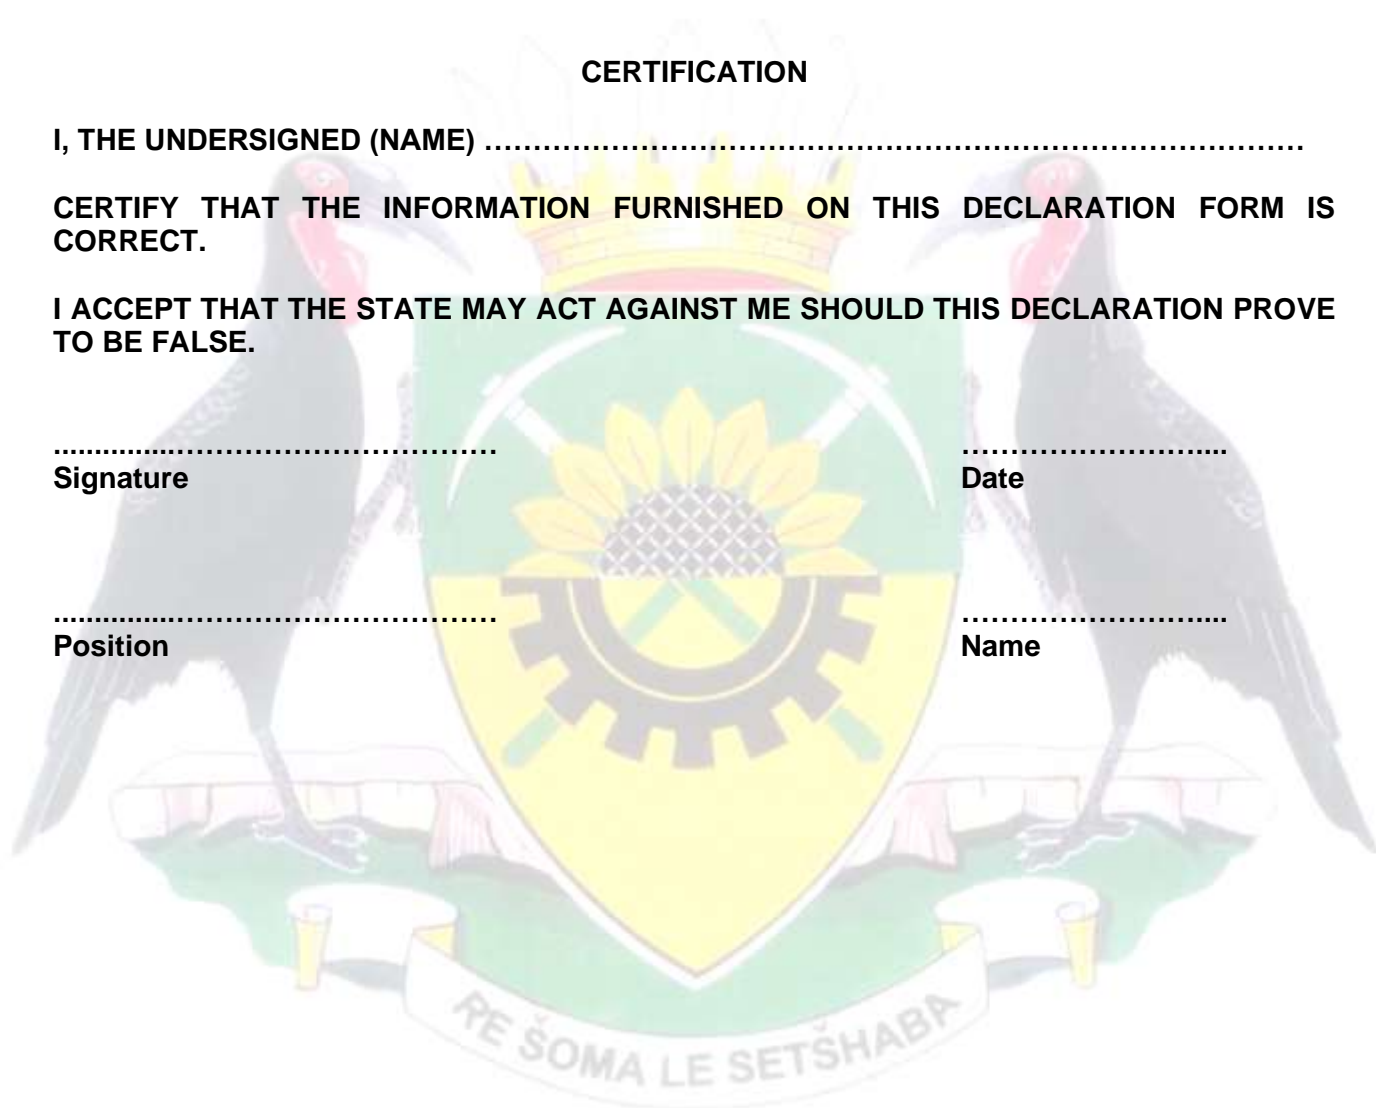 CERTIFICATION
I, THE UNDERSIGNED (NAME) …………………………………………………………………………
CERTIFY THAT THE INFORMATION FURNISHED ON THIS DECLARATION FORM IS
CORRECT.
I ACCEPT THAT THE STATE MAY ACT AGAINST ME SHOULD THIS DECLARATION PROVE
TO BE FALSE.
...............…………………………… ……………………....
Signature Date
...............…………………………… ……………………....
Position Name
RE ŠOMA LE SETŠHABA